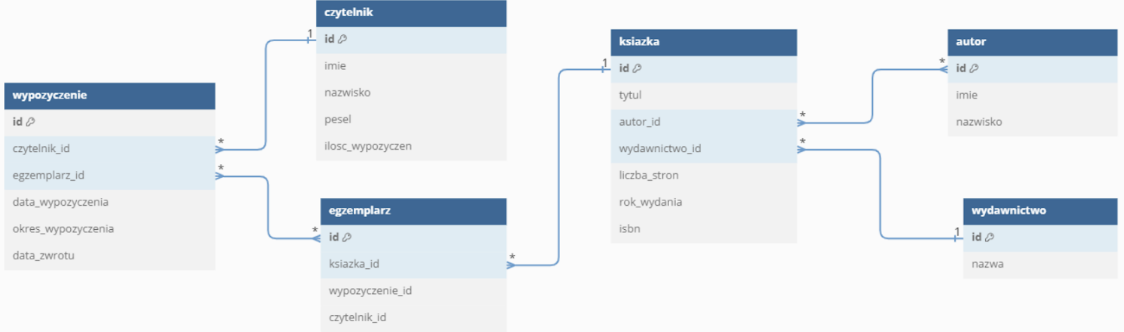 czytelnik
id
imie
nazwisko
pesel
ilosc_wypozyczen
wypozyczenie
id
czytelnik_id
egzemplarz_id
data_wypozyczenia
okres_wypozyczenia
data_zwrotu
egzemplarz
id
ksiazka_id
wypozyczenie_id
czytelnik_id
ksiazka
id
tytul
autor_id
wydawnictwo_id
liczba_stron
rok_wydania
isbn
autor
id
imie
nazwisko
wydawnictwo
id
nazwa
1
*
*
*
*
1
*
*
*
1